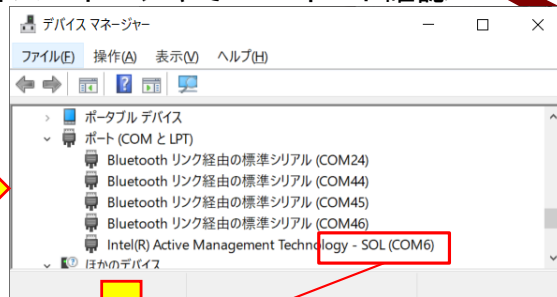 デバイス マネージャー
ファイル(F) 操作(A) 表示(V) ヘルプ(H)
ポータブル デバイス
ポート (COM と LPT)
Bluetooth リンク経由の標準シリアル (COM24)
Bluetooth リンク経由の標準シリアル (COM44)
Bluetooth リンク経由の標準シリアル (COM45)
Bluetooth リンク経由の標準シリアル (COM46)
Intel(R) Active Management Technology - SOL (COM6)
ほかのデバイス